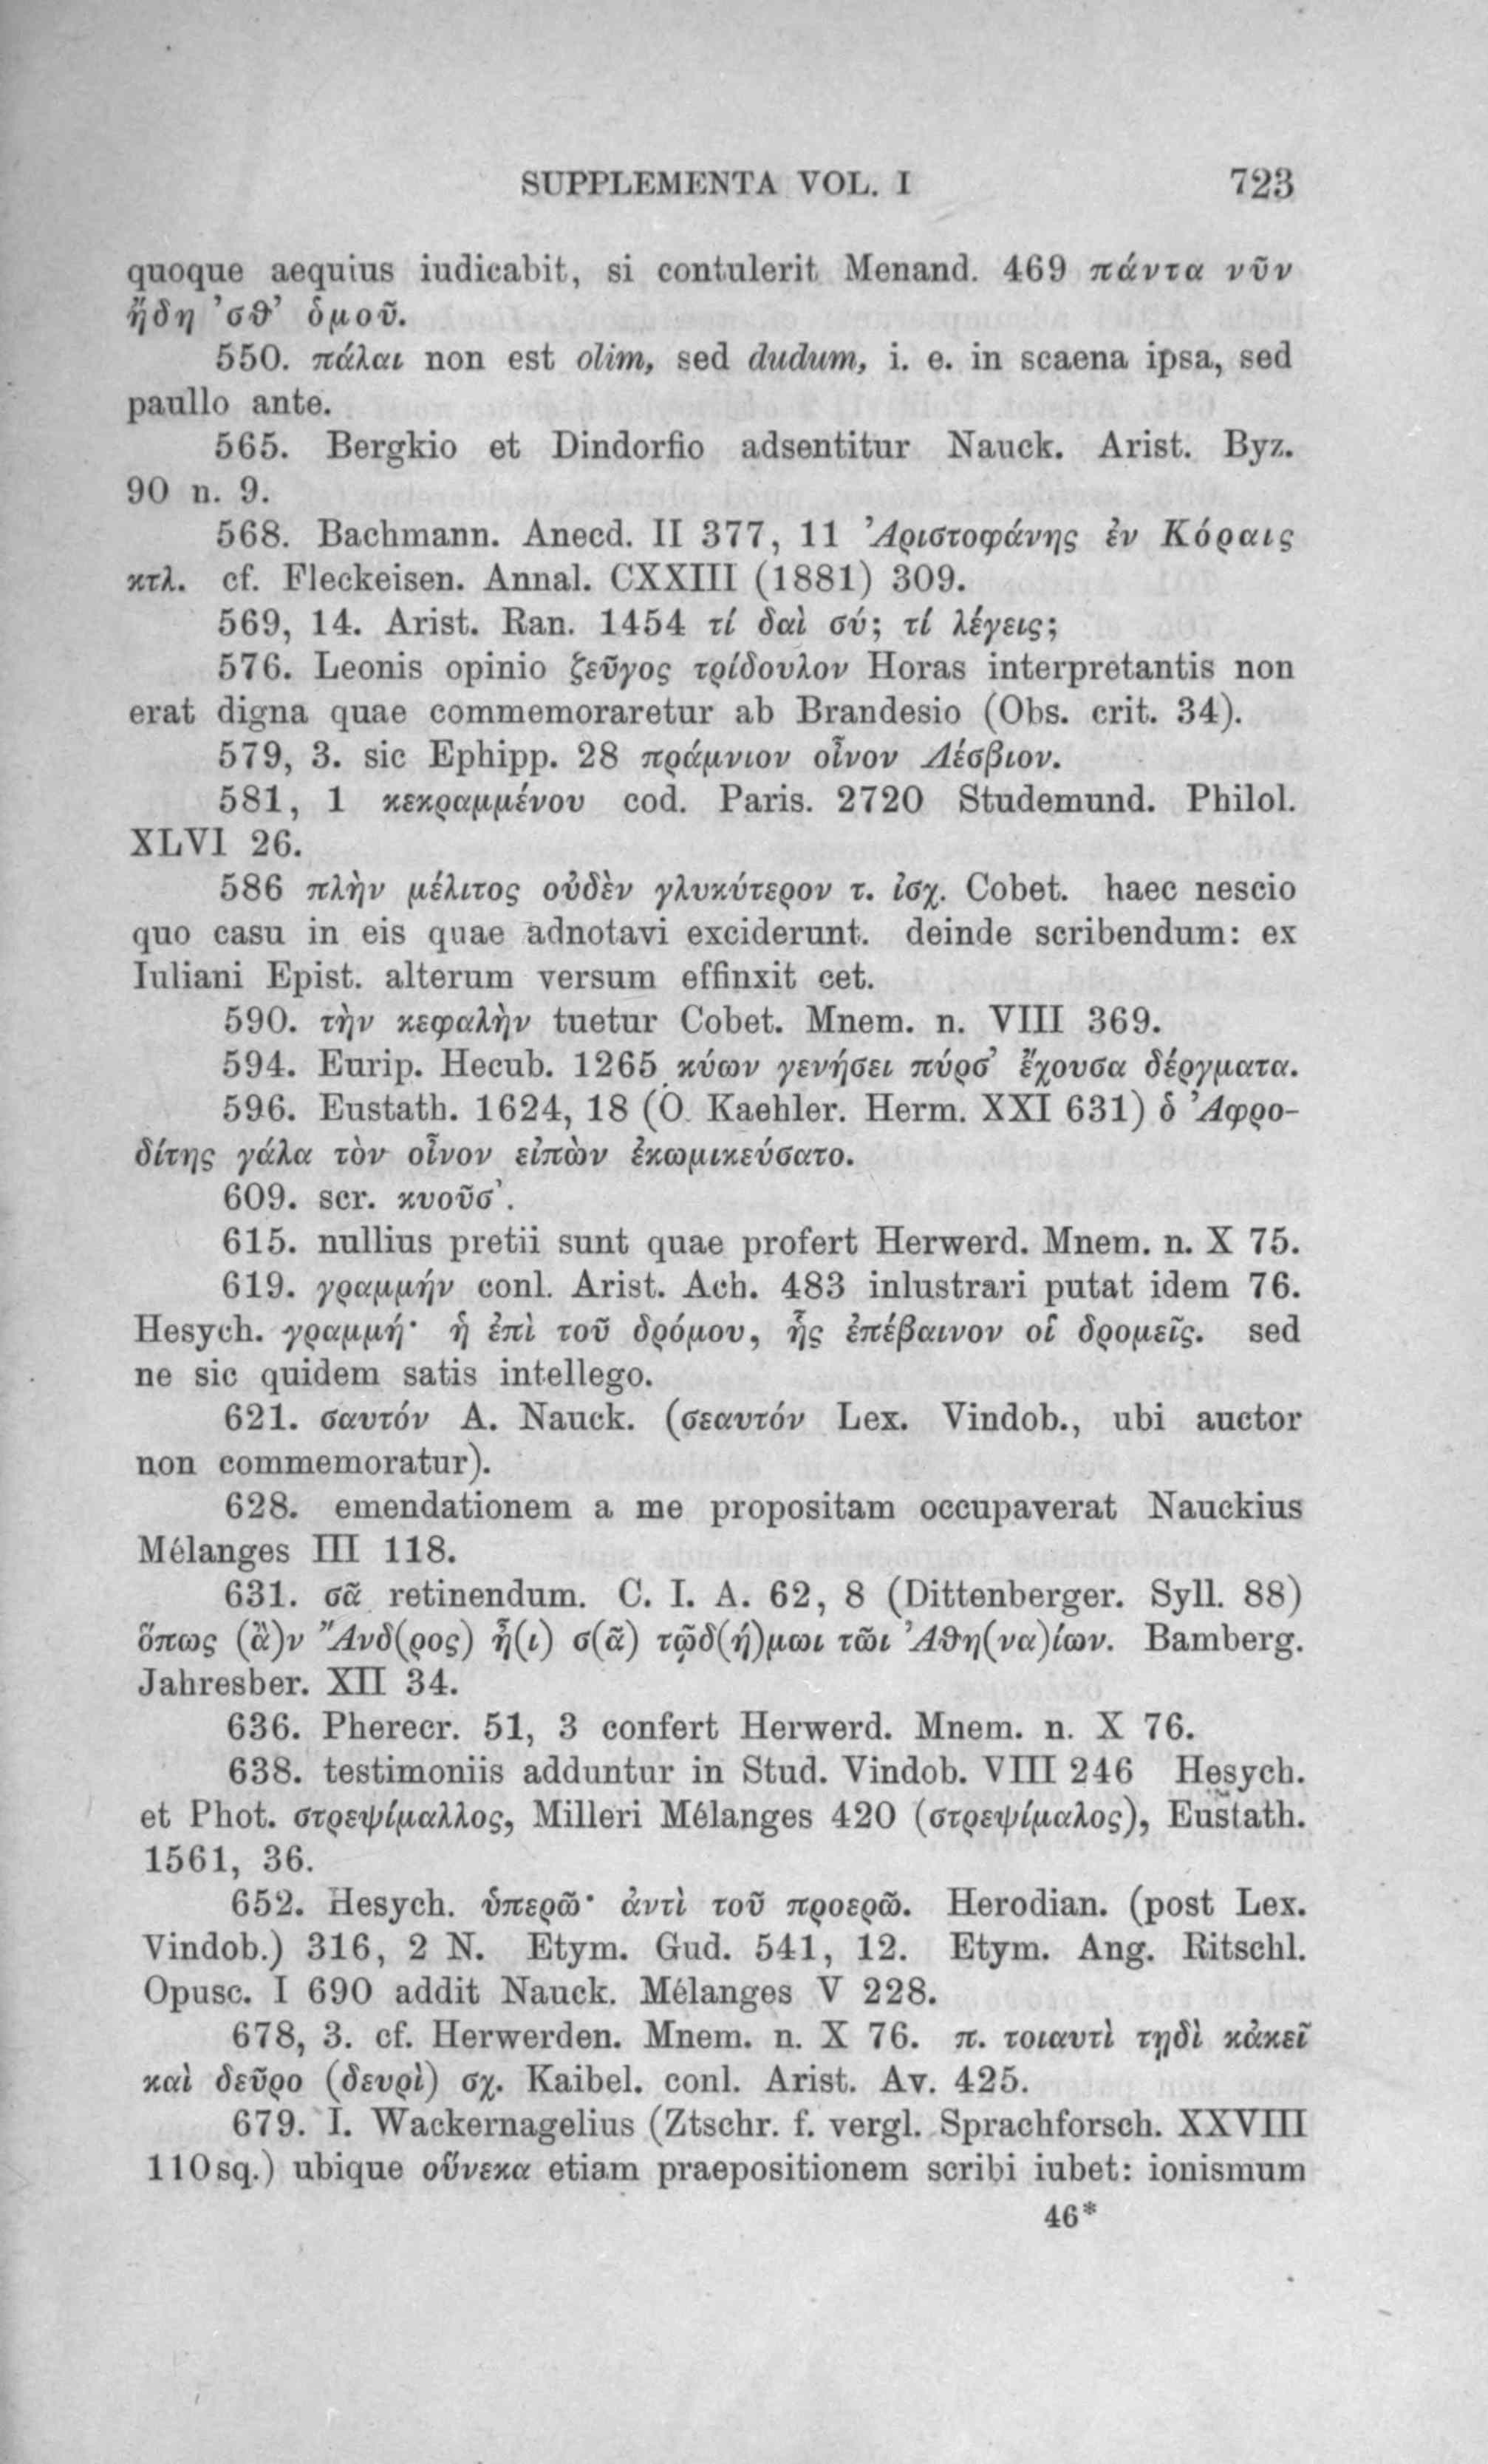 SUPPLEMENTA VOL. I 723
quoque aequius iudicabit, si contulerit Menand. 469 πάντα νῦν
ἤδη 'σθ' ὁμοῦ.
550. πάλαι non est olim, sed dudum, i. e. in scaena ipsa, sed
paullo ante.
565. Bergkio et Dindorfio adsentitur Nauck. Arist. Byz.
90 n. 9.
568. Bachmann. Anecd. II 377, 11 Ἀριστοφάνης ἐν Κόραις
κτλ. cf. Fleckeisen. Annal. CXXIII (1881) 309.
569, 14. Arist. Ran. 1454 τί δαὶ σύ; τί λέγεις;
576. Leonis opinio ζεῦγος τρίδουλον Horas interpretantis non
erat digna quae commemoraretur ab Brandesio (Obs. crit. 34).
579, 3. sic Ephipp. 28 πράμνιον οἶνον Λέσβιον.
581, 1 κεκραμμένου cod. Paris. 2720 Studemund. Philol.
XLVI 26.
586 πλὴν μέλιτος οὐδὲν γλυκύτερον τ. ἰσχ. Cobet. haec nescio
quo casu in eis quae adnotavi exciderunt. deinde scribendum: ex
Iuliani Epist. alterum versum effinxit cet.
590. τὴν κεφαλὴν tuetur Cobet. Mnem. n. VIII 369.
594. Eurip. Hecub. 1265 κύων γενήσει πύρσ' ἔχουσα δέργματα.
596. Eustath. 1624, 18 (O. Kaehler. Herm. XXI 631) ὁ Ἀφρο-
δίτης γάλα τὸν οἶνον εἰπὼν ἐκωμικεύσατο.
609. scr. κυοῦσ'.
615. nullius pretii sunt quae profert Herwerd. Mnem. n. X 75.
619. γραμμήν conl. Arist. Ach. 483 inlustrari putat idem 76.
Hesych. γραμμή· ἡ ἐπὶ τοῦ δρόμου, ἧς ἐπέβαινον οἱ δρομεῖς. sed
ne sic quidem satis intellego.
621. σαυτόν A. Nauck. (σεαυτόν Lex. Vindob., ubi auctor
non commemoratur).
628. emendationem a me propositam occupaverat Nauckius
Mélanges III 118.
631. σᾶ retinendum. C. I. A. 62, 8 (Dittenberger. Syll. 88)
ὅπως (ἂ)ν Ἄνδ(ρος) ἦ(ι) σ(ᾶ) τῷδ(ή)μωι τῶι Ἀθη(να)ίων. Bamberg.
Jahresber. XII 34.
636. Pherecr. 51, 3 confert Herwerd. Mnem. n. X 76.
638. testimoniis adduntur in Stud. Vindob. VIII 246 Hesych.
et Phot. στρεψίμαλλος, Milleri Mélanges 420 (στρεψίμαλος), Eustath.
1561, 36.
652. Hesych. ὑπερῶ· ἀντὶ τοῦ προερῶ. Herodian. (post Lex.
Vindob.) 316, 2 N. Etym. Gud. 541, 12. Etym. Ang. Ritschl.
Opusc. I 690 addit Nauck. Mélanges V 228.
678, 3. cf. Herwerden. Mnem. n. X 76. π. τοιαυτὶ τῃδὶ κἀκεῖ
καὶ δεῦρο (δευρὶ) σχ. Kaibel. conl. Arist. Av. 425.
679. I. Wackernagelius (Ztschr. f. vergl. Sprachforsch. XXVIII
110sq.) ubique οὕνεκα etiam praepositionem scribi iubet: ionismum
46*